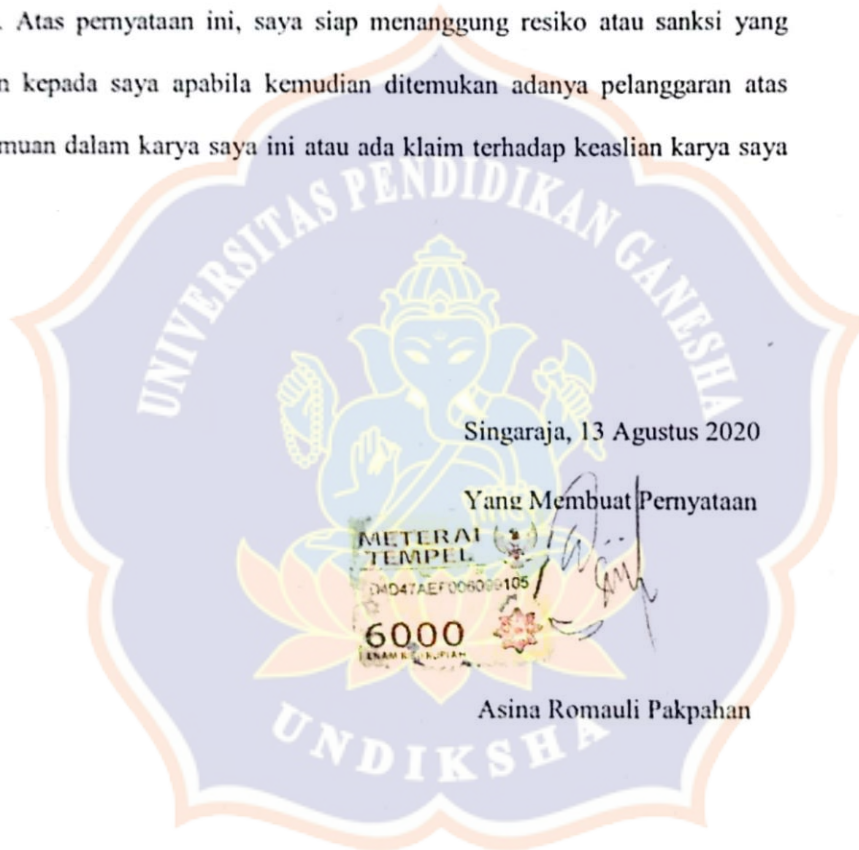 . Atas pernyataan ini, saya siap menanggung resiko atau sanksi yang
n kepada saya apabila kemudian ditemukan adanya pelanggaran atas
muan dalam karya saya ini atau ada klaim terhadap keaslian karya saya
UNIVERSITAS PENDIDIKAN GANESHA
Singaraja, 13 Agustus 2020
Yang Membuat Pernyataan
METERAI
TEMPEL
6000
Asina Romauli Pakpahan
UNDIKSHA